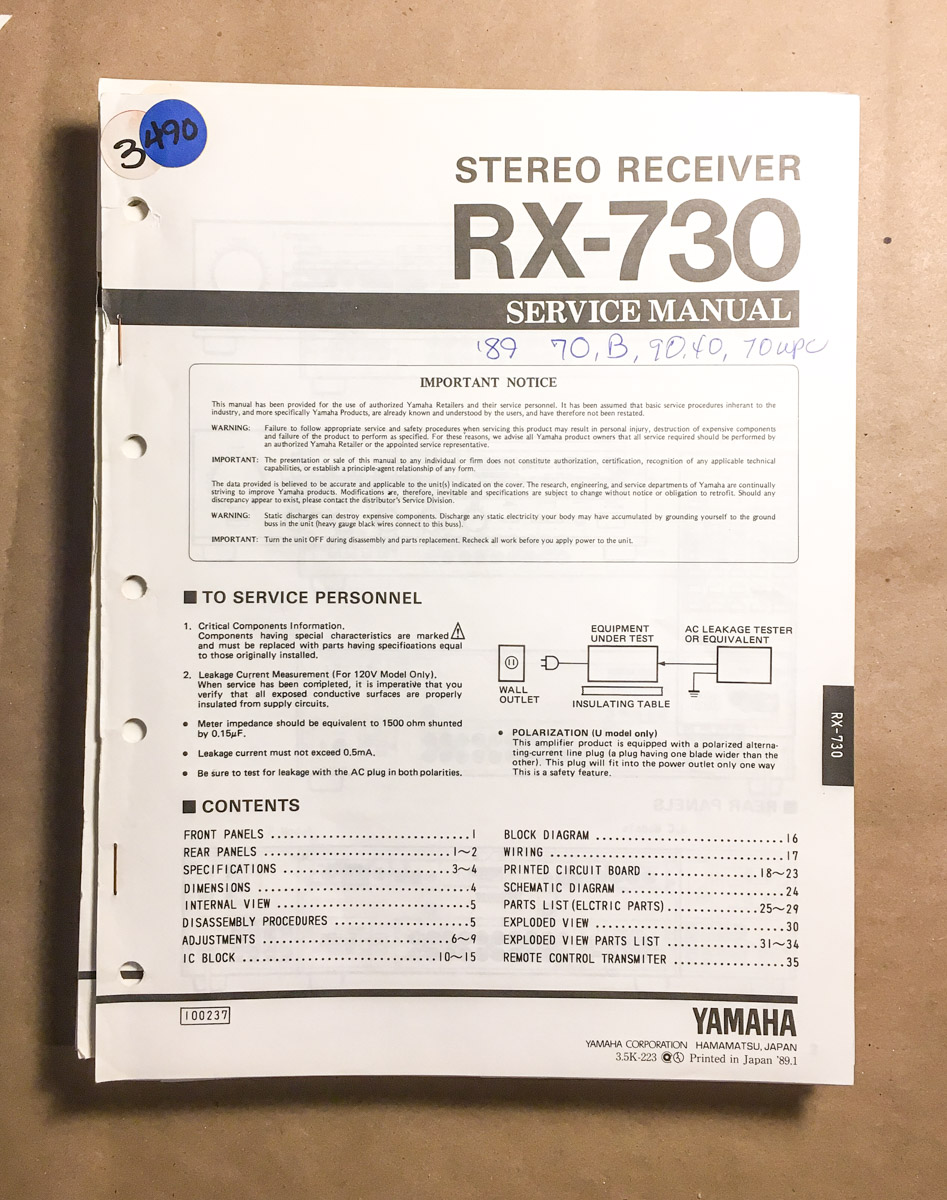 3
490
STEREO RECEIVER
RX-730
SERVICE MANUAL
'89 70, B, 90.40, 70wpc
IMPORTANT NOTICE
This manual has been provided for the use of authorized Yamaha Retailers and their service personnel. It has been assumed that basic service procedures inherant to the
industry, and more specifically Yamaha Products, are already known and understood by the users, and have therefore not been restated.
WARNING: Failure to follow appropriate service and safety procedures when servicing this product may result in personal injury, destruction of expensive components
and failure of the product to perform as specified. For these reasons, we advise all Yamaha product owners that all service required should be performed by
an authorized Yamaha Retailer or the appointed service representative.
IMPORTANT: The presentation or sale of this manual to any individual or firm does not constitute authorization, certification, recognition of any applicable technical
capabilities, or establish a principle-agent relationship of any form.
The data provided is believed to be accurate and applicable to the unit(s) indicated on the cover. The research, engineering, and service departments of Yamaha are continually
striving to improve Yamaha products. Modifications are, therefore, inevitable and specifications are subject to change without notice or obligation to retrofit. Should any
discrepancy appear to exist, please contact the distributor's Service Division.
WARNING: Static discharges can destroy expensive components. Discharge any static electricity your body may have accumulated by grounding yourself to the ground
buss in the unit (heavy gauge black wires connect to this buss).
IMPORTANT: Turn the unit OFF during disassembly and parts replacement. Recheck all work before you apply power to the unit.
■ TO SERVICE PERSONNEL
1. Critical Components Information.
Components having special characteristics are marked ⚠
and must be replaced with parts having specifications equal
to those originally installed.
2. Leakage Current Measurement (For 120V Model Only).
When service has been completed, it is imperative that you
verify that all exposed conductive surfaces are properly
insulated from supply circuits.
● Meter impedance should be equivalent to 1500 ohm shunted
by 0.15µF.
● Leakage current must not exceed 0.5mA.
● Be sure to test for leakage with the AC plug in both polarities.
EQUIPMENT
UNDER TEST
AC LEAKAGE TESTER
OR EQUIVALENT
WALL
OUTLET
INSULATING TABLE
● POLARIZATION (U model only)
This amplifier product is equipped with a polarized alterna-
ting-current line plug (a plug having one blade wider than the
other). This plug will fit into the power outlet only one way
This is a safety feature.
RX-730
■ CONTENTS
FRONT PANELS ..............................1
REAR PANELS ............................1~2
SPECIFICATIONS .........................3~4
DIMENSIONS ................................4
INTERNAL VIEW .............................5
DISASSEMBLY PROCEDURES ....................5
ADJUSTMENTS ............................6~9
IC BLOCK .............................10~15
BLOCK DIAGRAM ............................16
WIRING ...................................17
PRINTED CIRCUIT BOARD .................18~23
SCHEMATIC DIAGRAM ........................24
PARTS LIST(ELCTRIC PARTS) .............25~29
EXPLODED VIEW ............................30
EXPLODED VIEW PARTS LIST ..............31~34
REMOTE CONTROL TRANSMITER ................35
100237
YAMAHA
YAMAHA CORPORATION HAMAMATSU, JAPAN
3.5K-223 Printed in Japan '89.1